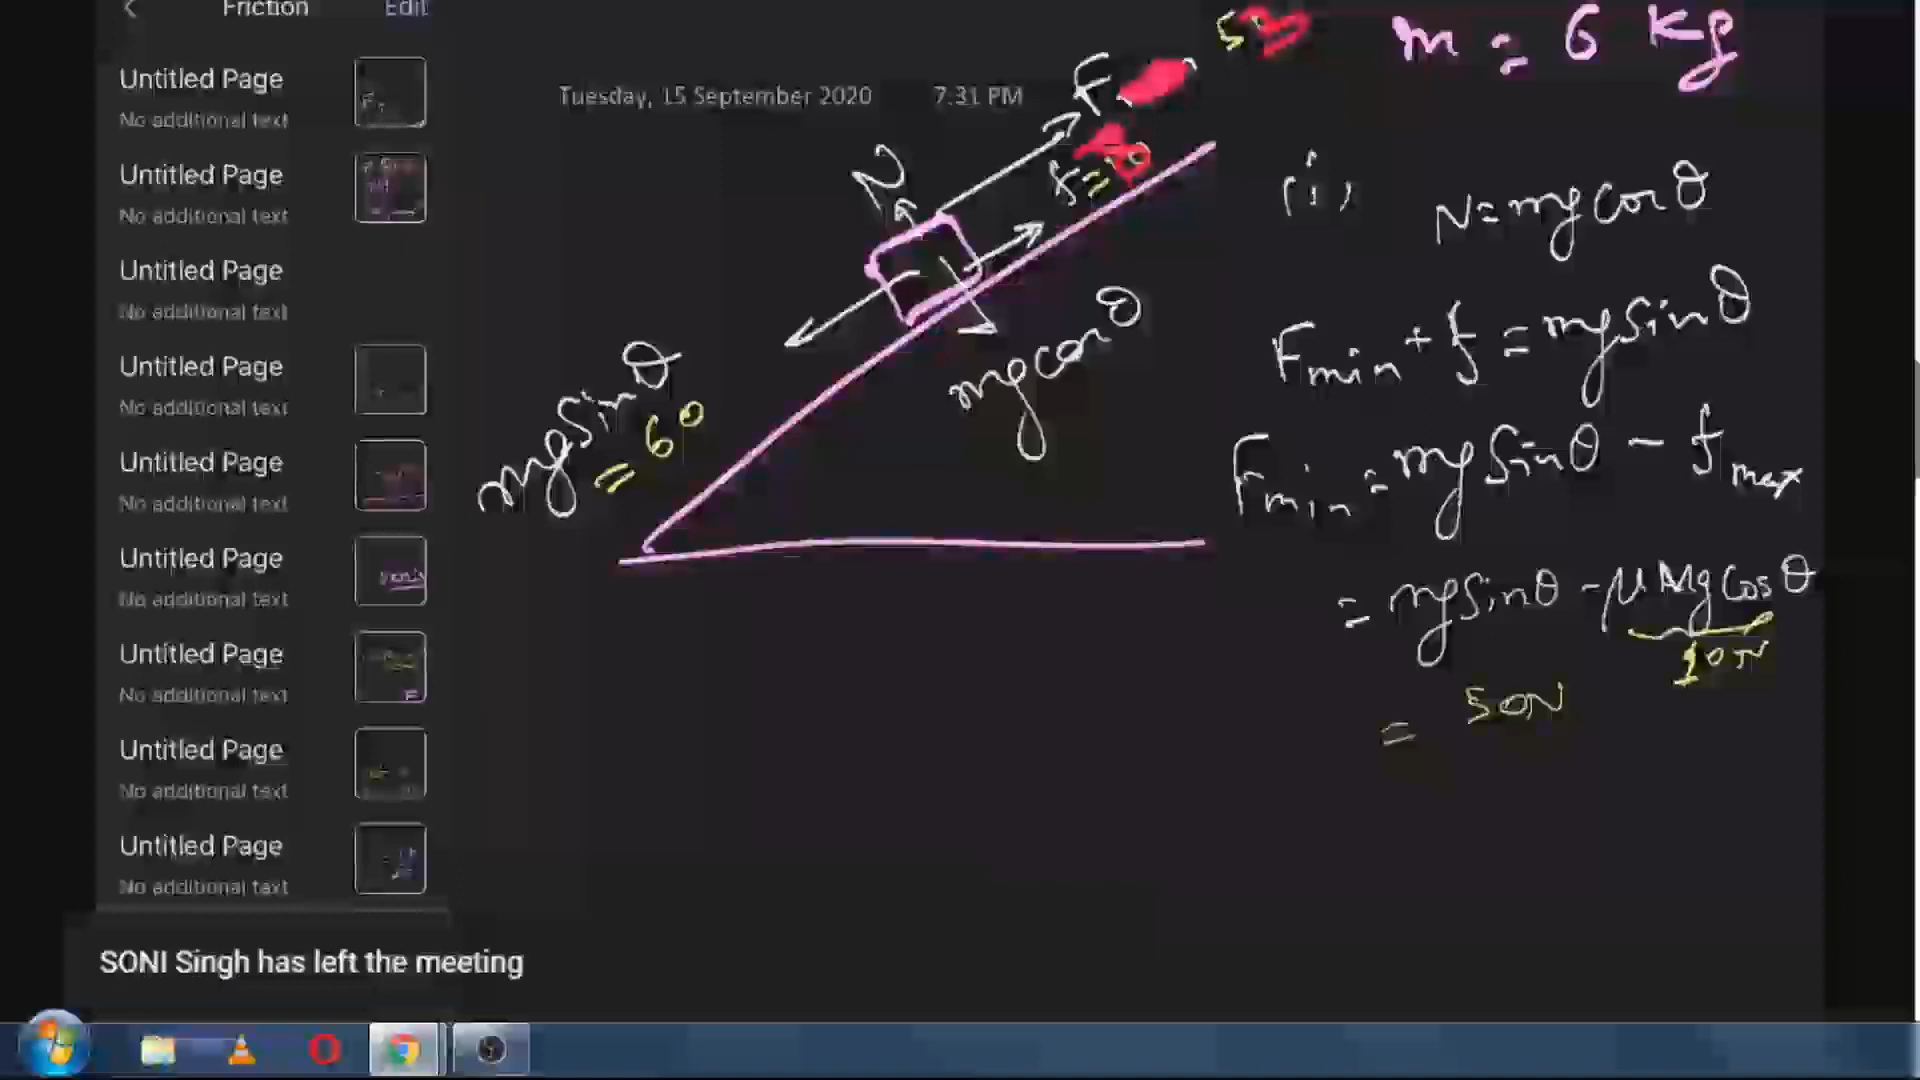 Friction Edit
Untitled Page
No additional text
Untitled Page
No additional text
Untitled Page
No additional text
Untitled Page
No additional text
Untitled Page
No additional text
Untitled Page
No additional text
Untitled Page
No additional text
Untitled Page
No additional text
Untitled Page
No additional text
Tuesday, 15 September 2020 7:31 PM
m = 6 Kg
F
N
mg cos θ
mg sin θ
= 60
(i) N = mg cos θ
Fmin + f = mg sin θ
Fmin = mg sin θ - fmax
= mg sin θ - μ Mg cos θ
10N
= 50N
SONI Singh has left the meeting